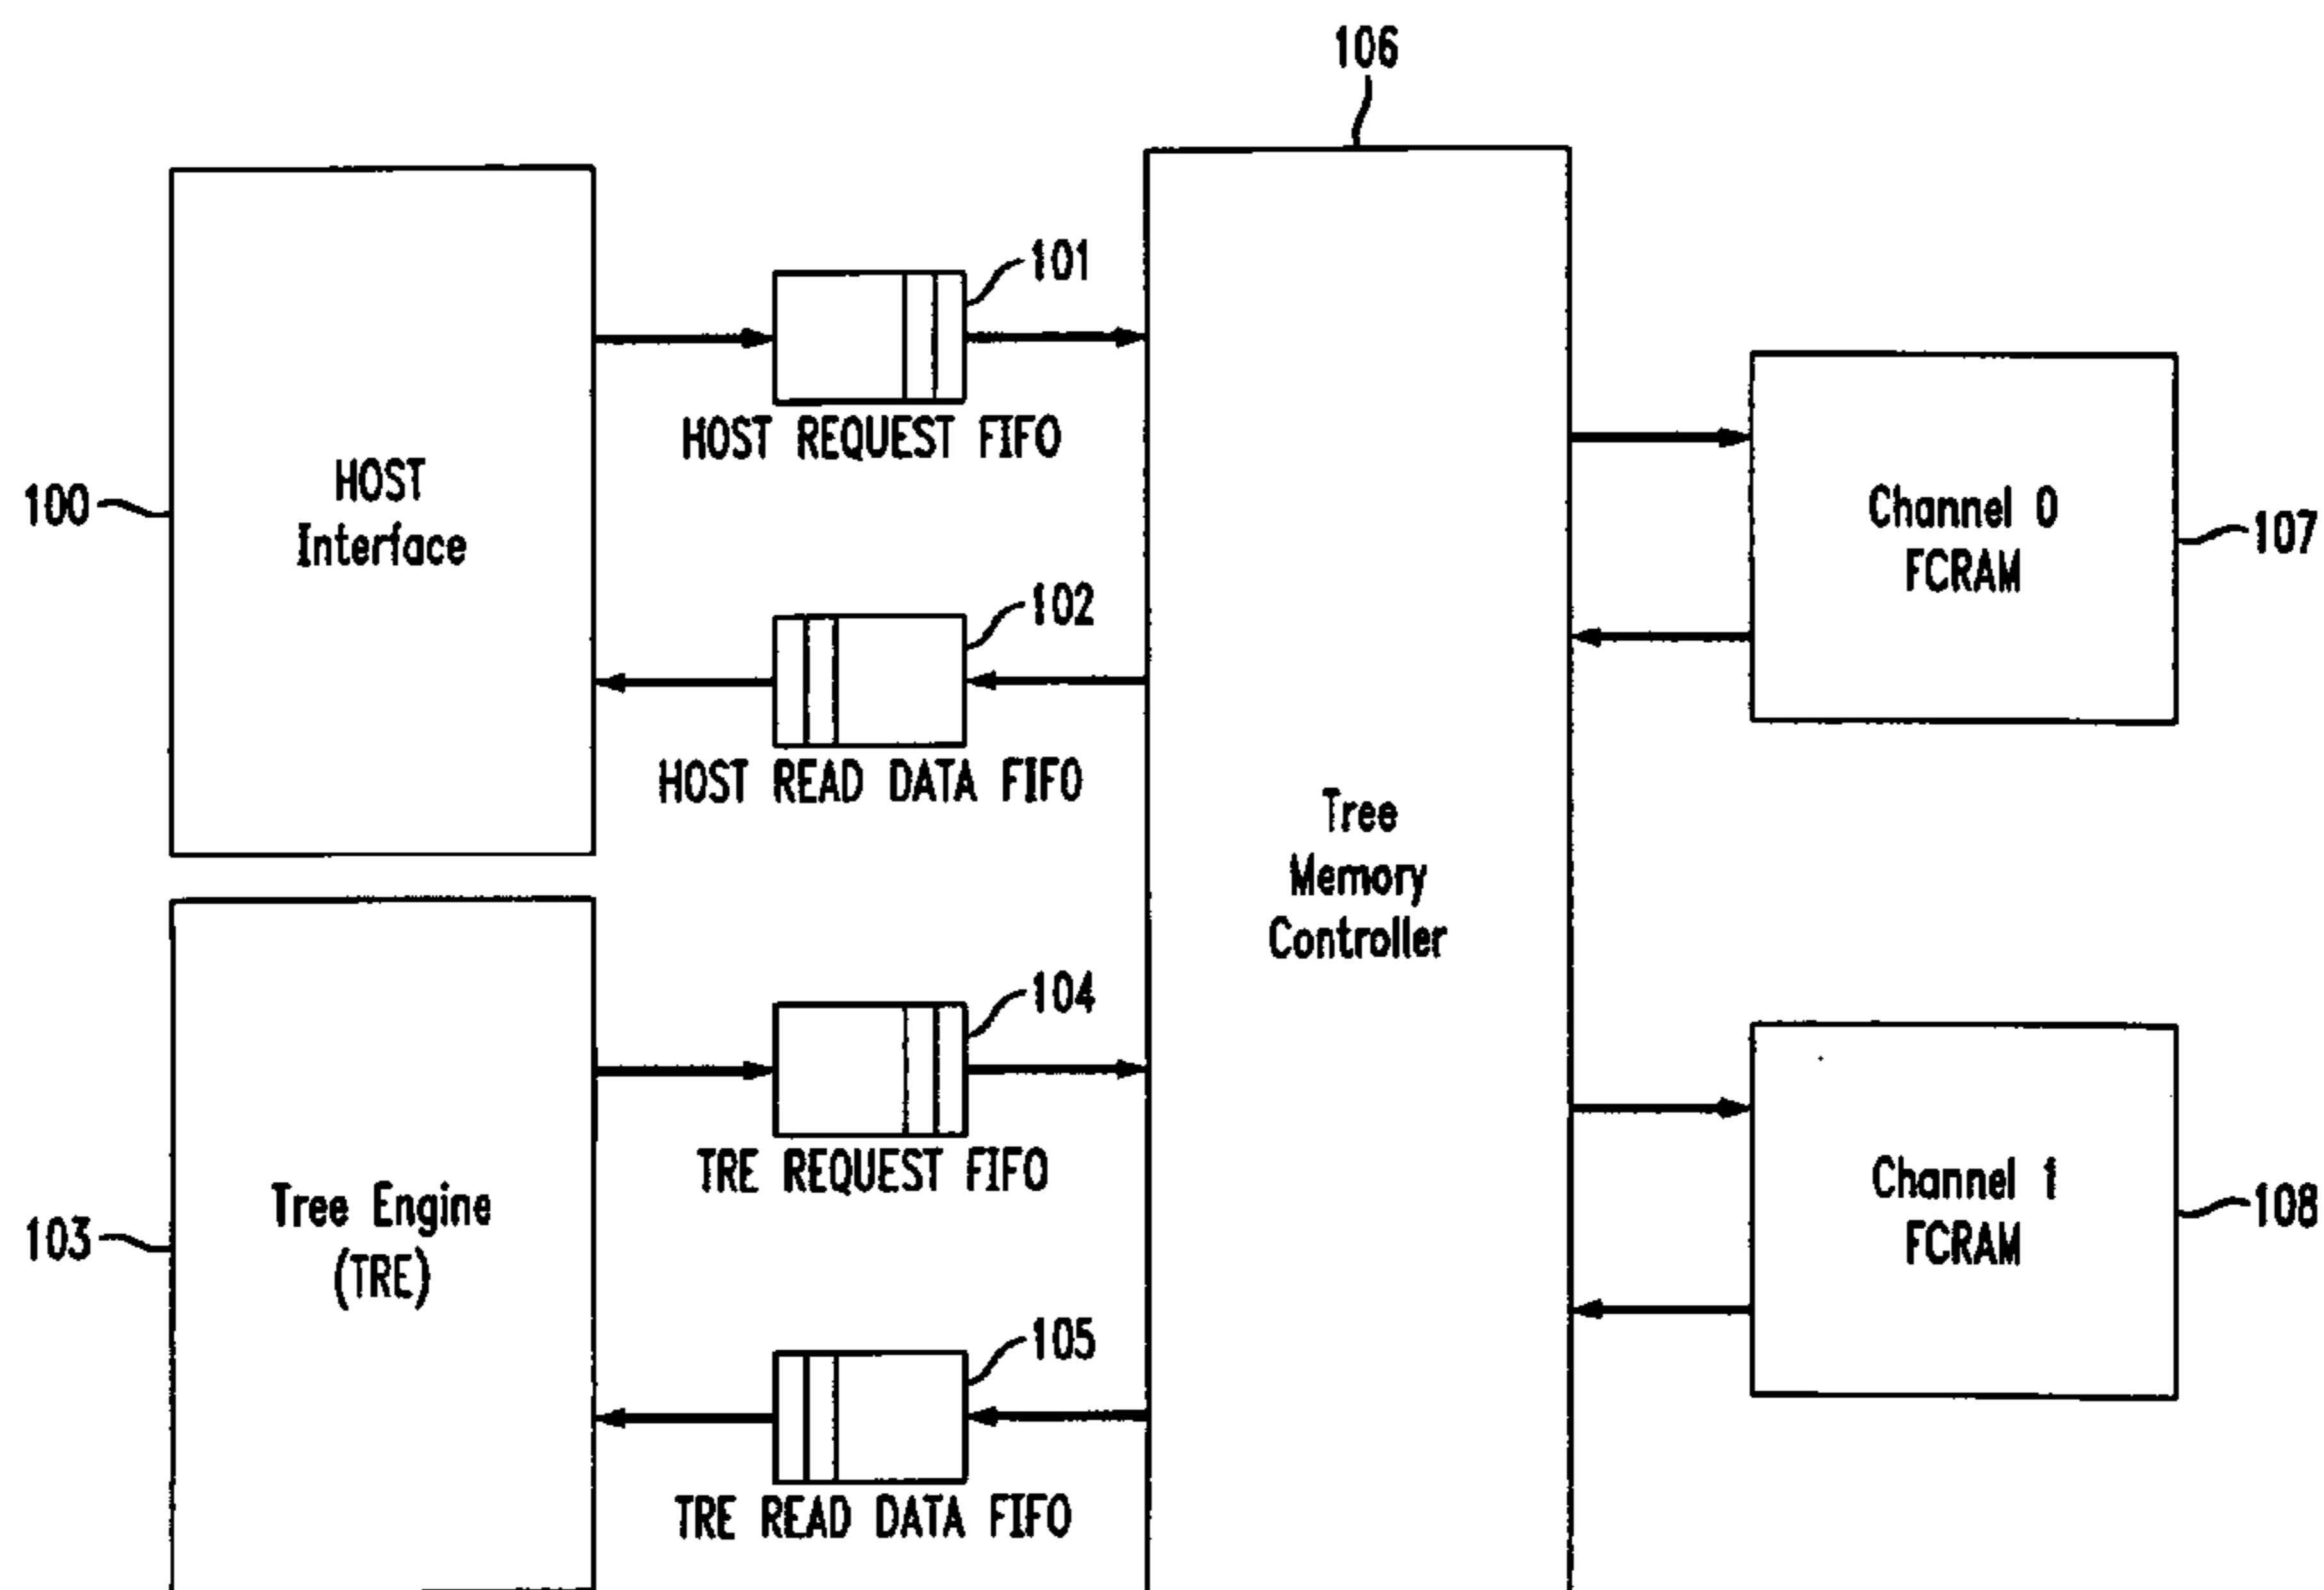 106
101
HOST REQUEST FIFO
100
HOST
Interface
102
HOST READ DATA FIFO
Channel 0
FCRAM
107
Tree
Memory
Controller
104
TRE REQUEST FIFO
103
Tree Engine
(TRE)
105
TRE READ DATA FIFO
Channel 1
FCRAM
108